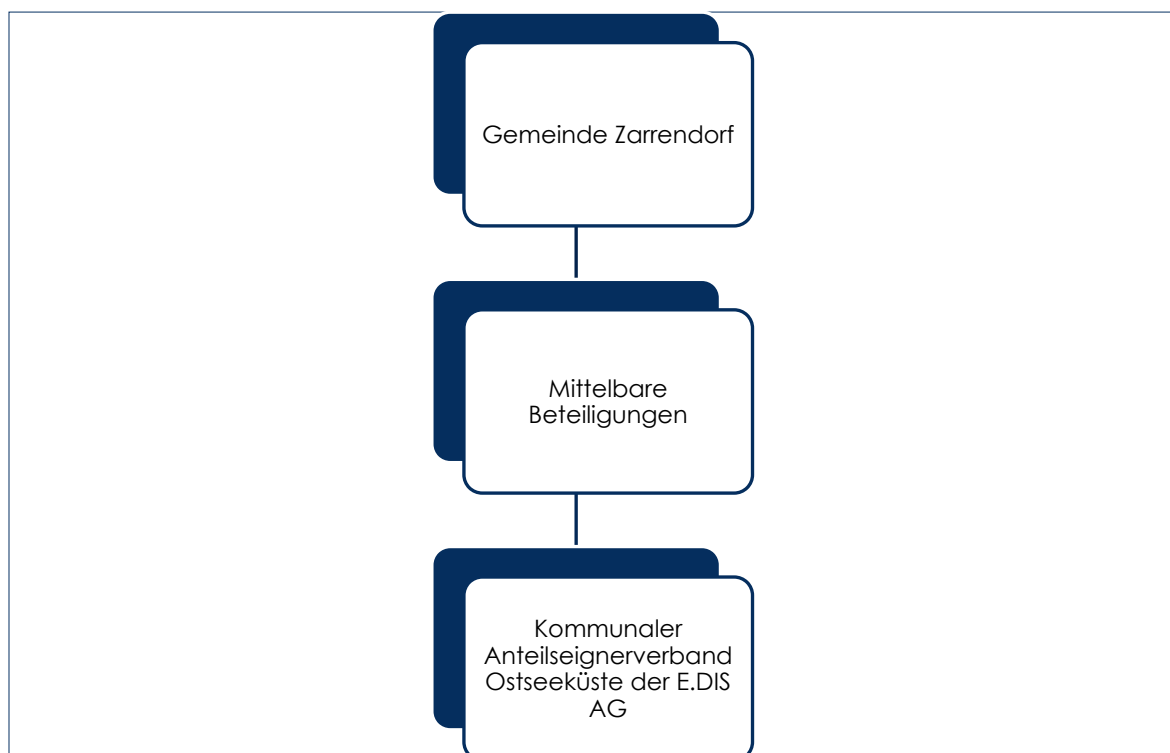 Gemeinde Zarrendorf
Mittelbare
Beteiligungen
Kommunaler
Anteilseignerverband
Ostseeküste der E.DIS
AG